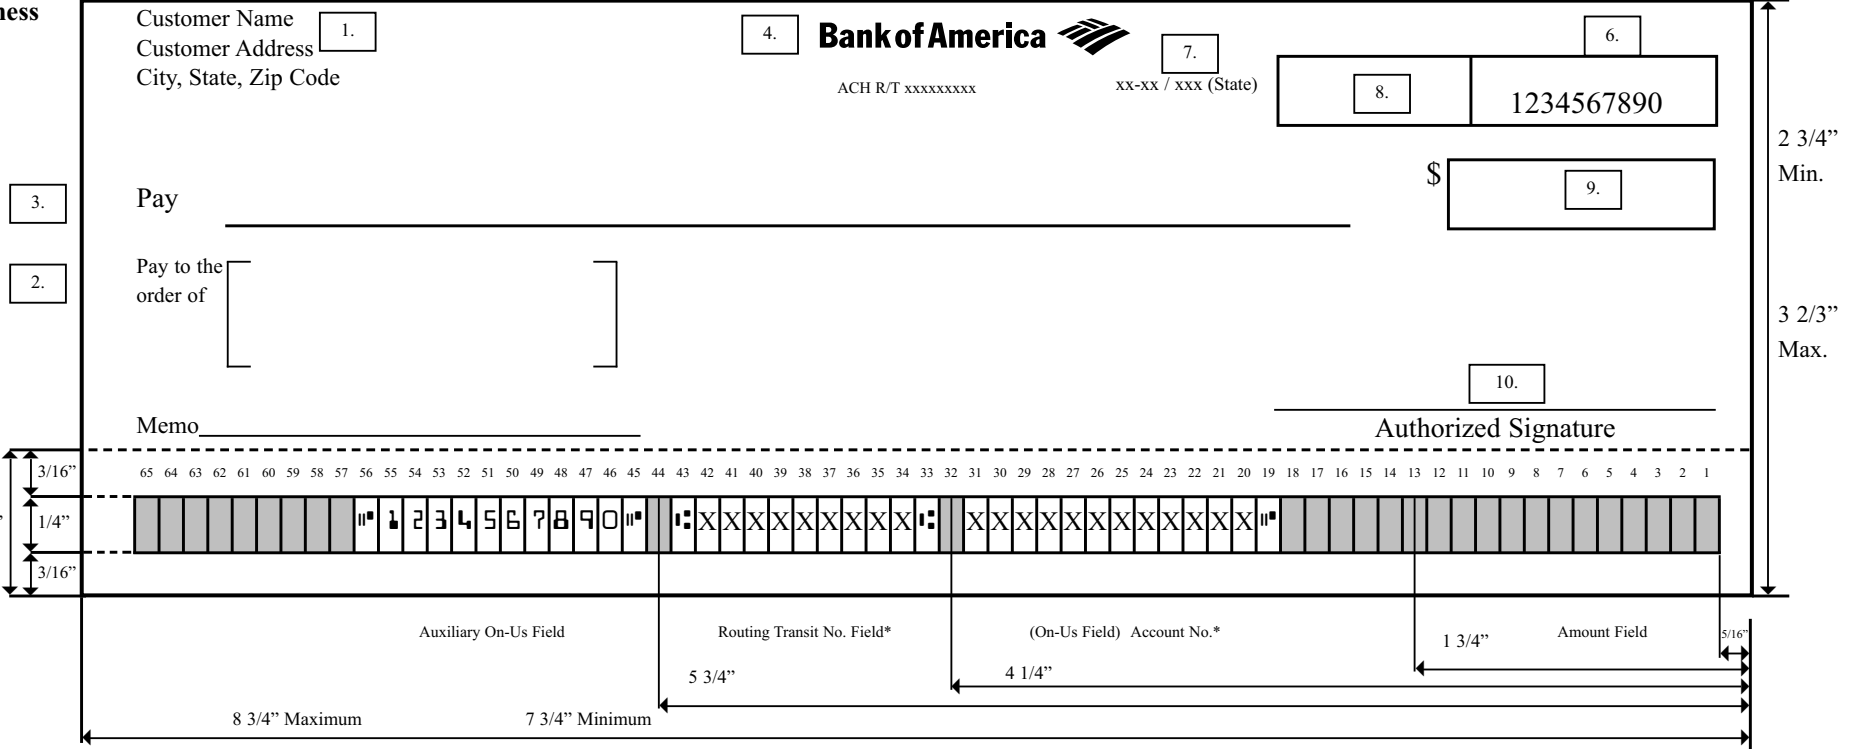 ness
Customer Name
Customer Address
City, State, Zip Code
1.
4.
Bank of America
ACH R/T xxxxxxxxx
7.
xx-xx / xxx (State)
6.
8.
1234567890
2 3/4”
Min.
3.
Pay
$
9.
2.
Pay to the
order of
3 2/3”
Max.
10.
Memo
Authorized Signature
3/16”
65 64 63 62 61 60 59 58 57 56 55 54 53 52 51 50 49 48 47 46 45 44 43 42 41 40 39 38 37 36 35 34 33 32 31 30 29 28 27 26 25 24 23 22 21 20 19 18 17 16 15 14 13 12 11 10 9 8 7 6 5 4 3 2 1
”
1/4”
⑈1234567890⑈ ⑆XXXXXXXXX⑆ XXXXXXXXXXXX⑈
3/16”
Auxiliary On-Us Field
Routing Transit No. Field*
(On-Us Field) Account No.*
1 3/4”
Amount Field
5/16”
5 3/4”
4 1/4”
8 3/4” Maximum
7 3/4” Minimum